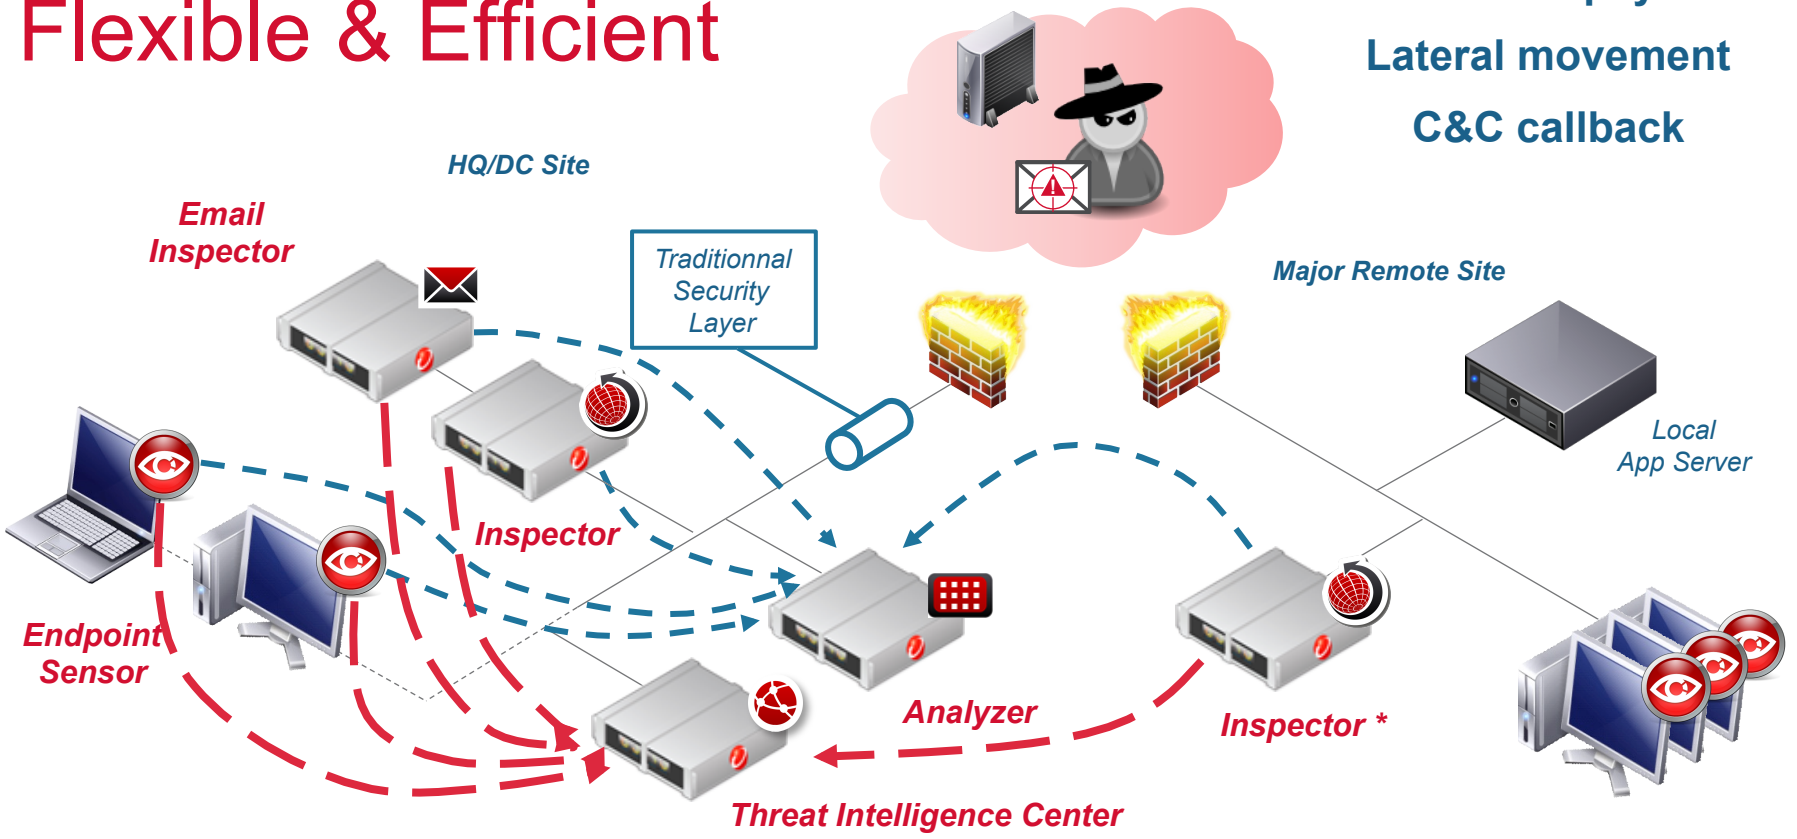 Flexible & Efficient
Lateral movement
C&C callback
HQ/DC Site
Email
Inspector
Traditionnal
Security
Layer
Major Remote Site
Local
App Server
Inspector
Endpoint
Sensor
Analyzer
Inspector *
Threat Intelligence Center